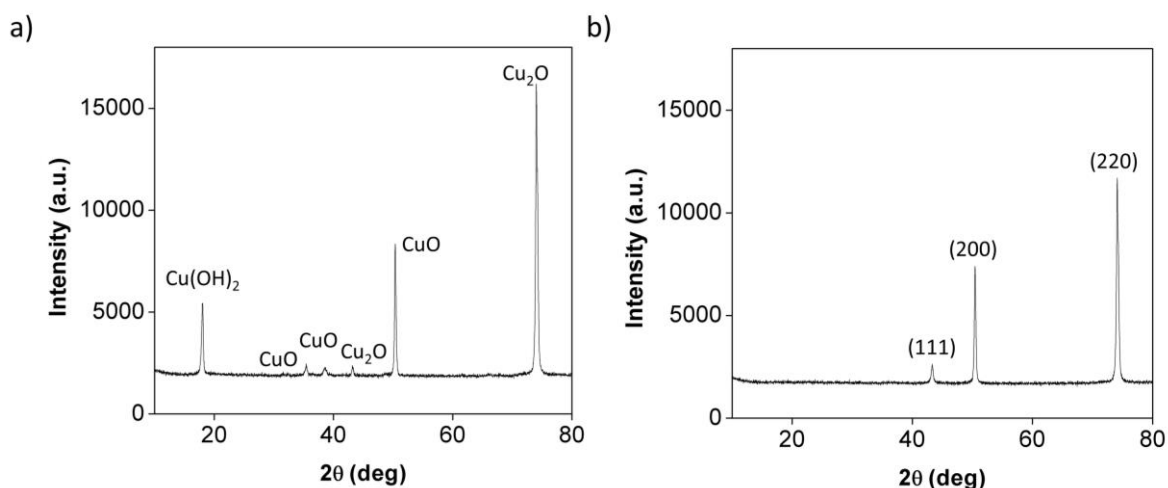 a)
Intensity (a.u.)
15000
10000
5000
0
Cu₂O
CuO
Cu(OH)₂
CuO
CuO
Cu₂O
20
40
60
80
2θ (deg)
b)
Intensity (a.u.)
15000
10000
5000
0
(220)
(200)
(111)
20
40
60
80
2θ (deg)